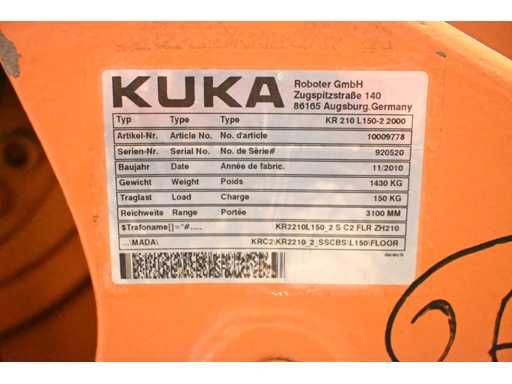 KUKA
Roboter GmbH
Zugspitzstraße 140
86165 Augsburg,Germany
Typ Type Type KR 210 L150-2 2000
Artikel-Nr. Article No. No. d'article 10009778
Serien-Nr. Serial No. No. de Série# 920520
Baujahr Date Année de fabric. 11/2010
Gewicht Weight Poids 1430 KG
Traglast Load Charge 150 KG
Reichweite Range Portée 3100 MM
$Trafoname[]="#..... KR2210L150_2 S C2 FLR ZH210
...\MADA\ KRC2\KR2210_2_SSCBS\L150\FLOOR